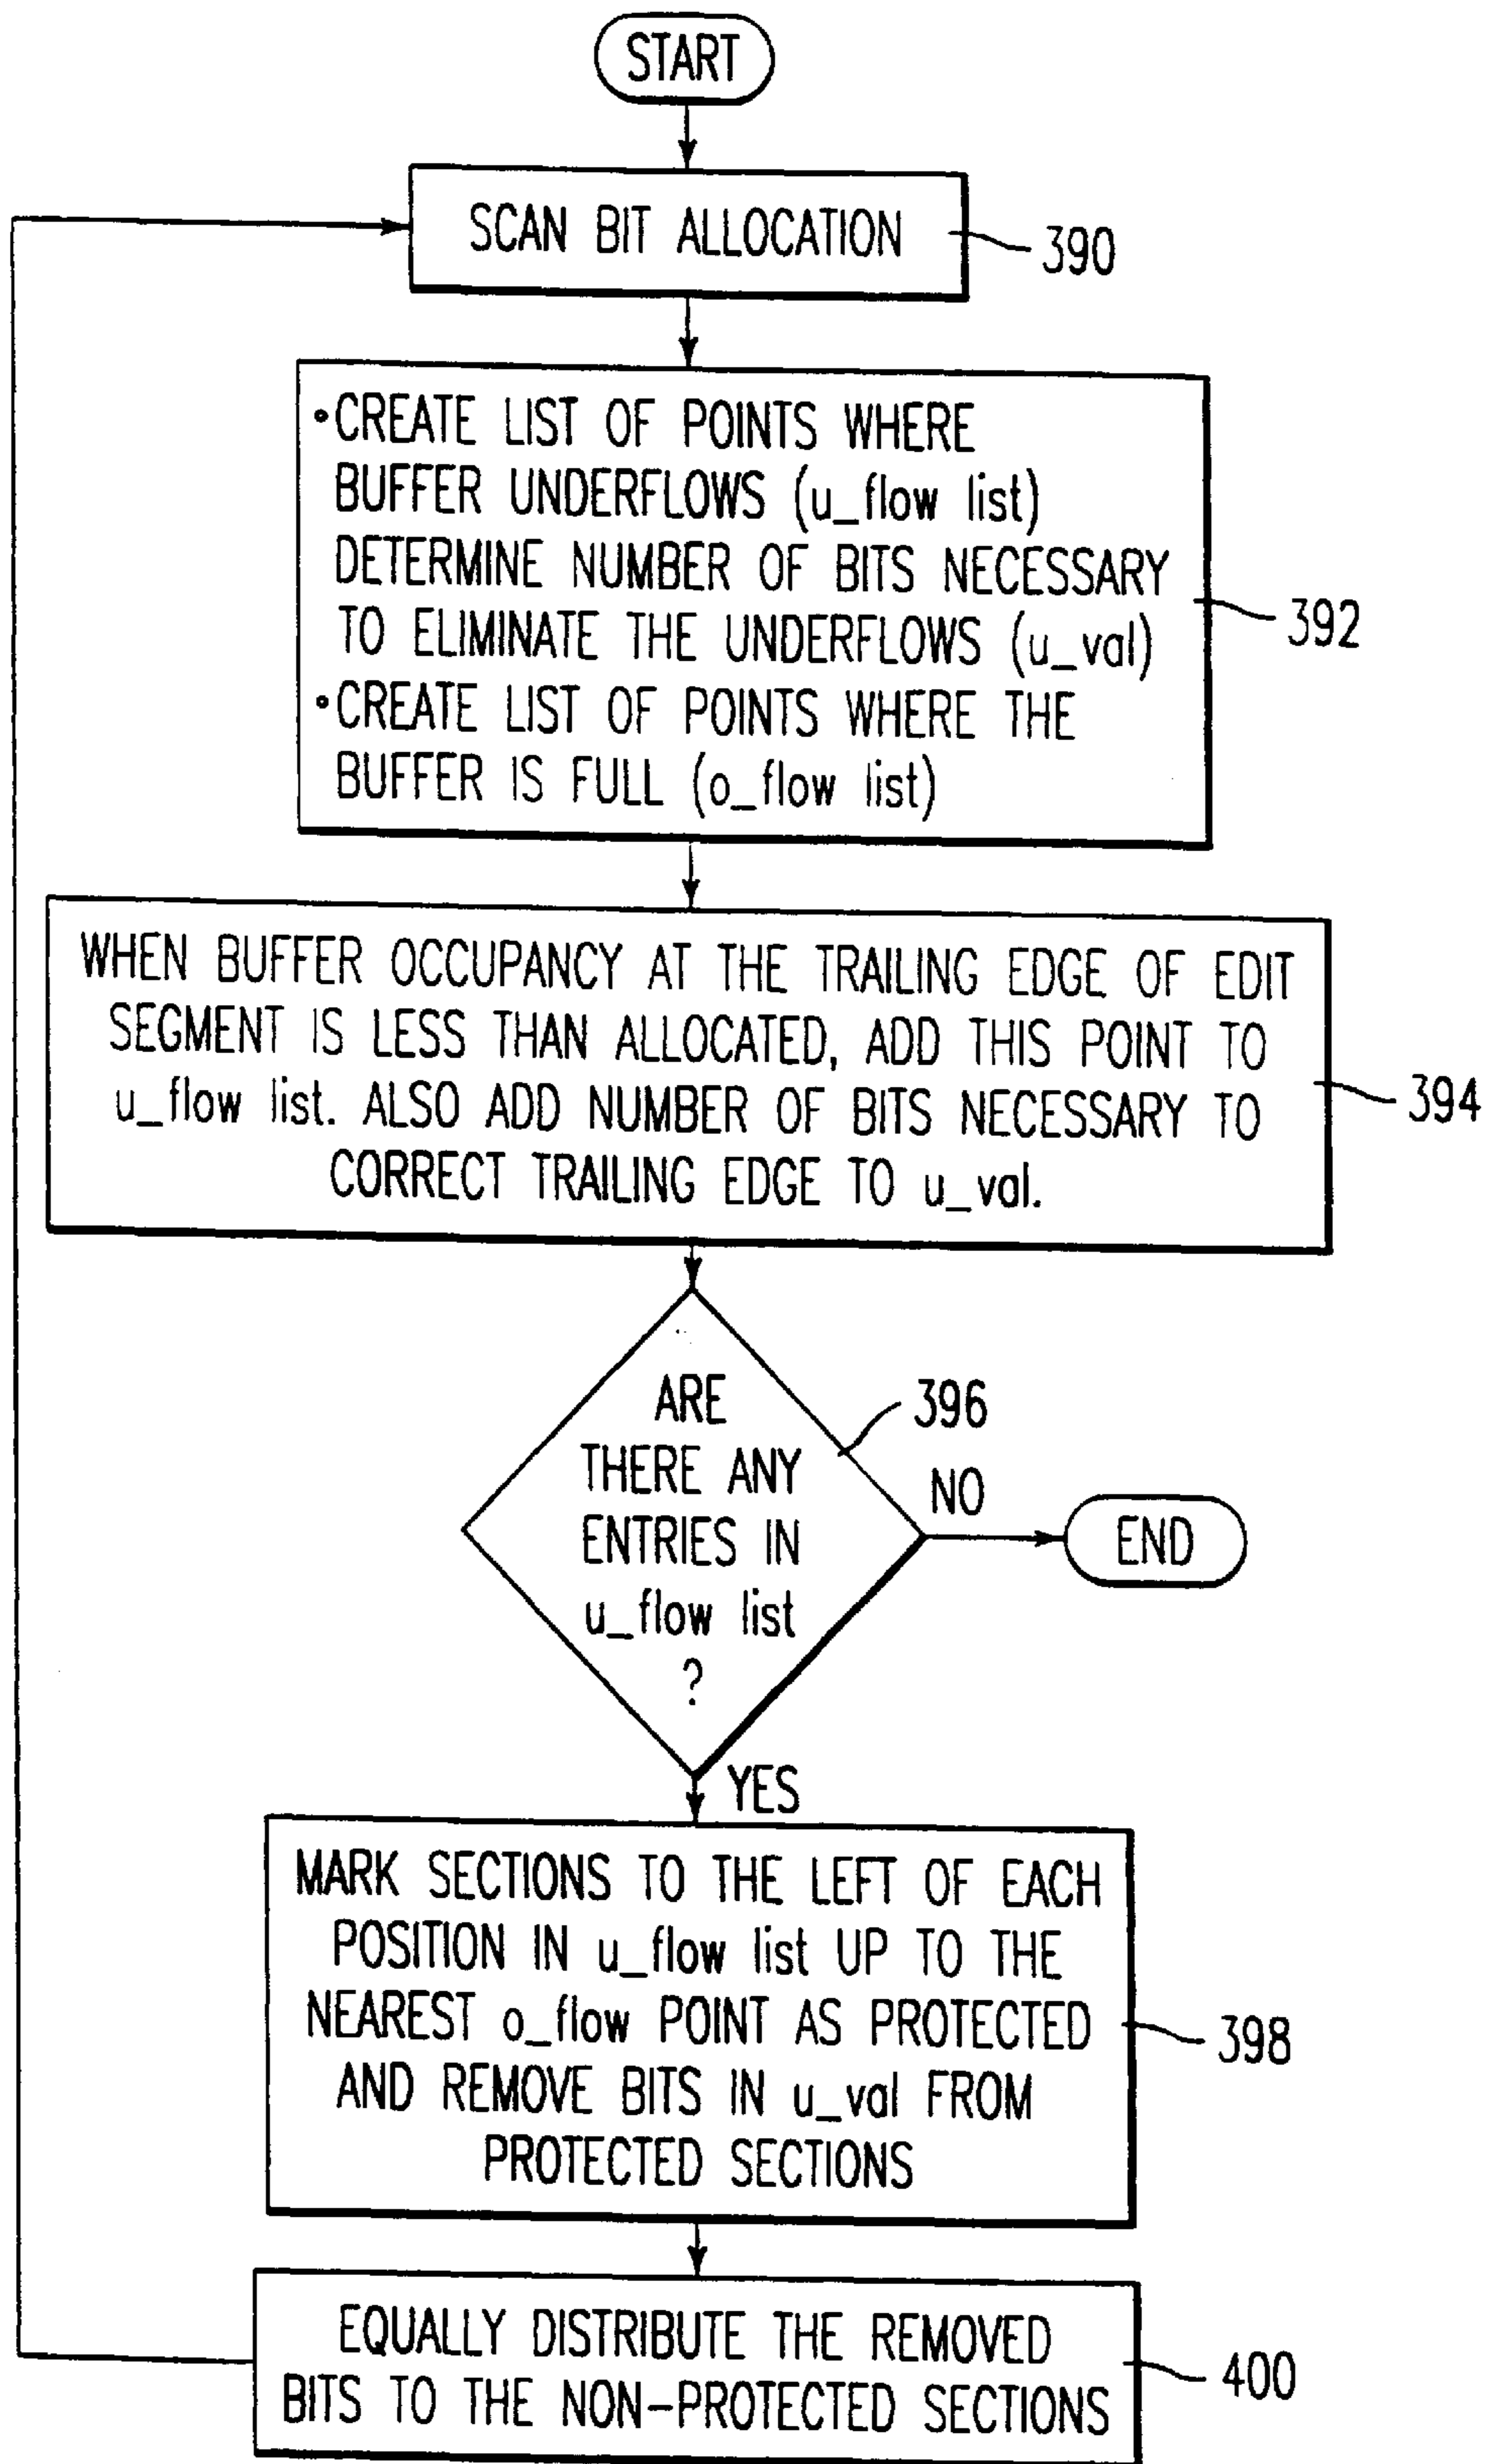 START
SCAN BIT ALLOCATION
390
•CREATE LIST OF POINTS WHERE
BUFFER UNDERFLOWS (u_flow list)
DETERMINE NUMBER OF BITS NECESSARY
TO ELIMINATE THE UNDERFLOWS (u_val)
•CREATE LIST OF POINTS WHERE THE
BUFFER IS FULL (o_flow list)
392
WHEN BUFFER OCCUPANCY AT THE TRAILING EDGE OF EDIT
SEGMENT IS LESS THAN ALLOCATED, ADD THIS POINT TO
u_flow list. ALSO ADD NUMBER OF BITS NECESSARY TO
CORRECT TRAILING EDGE TO u_val.
394
ARE
THERE ANY
ENTRIES IN
u_flow list
?
396
NO
END
YES
MARK SECTIONS TO THE LEFT OF EACH
POSITION IN u_flow list UP TO THE
NEAREST o_flow POINT AS PROTECTED
AND REMOVE BITS IN u_val FROM
PROTECTED SECTIONS
398
EQUALLY DISTRIBUTE THE REMOVED
BITS TO THE NON-PROTECTED SECTIONS
400